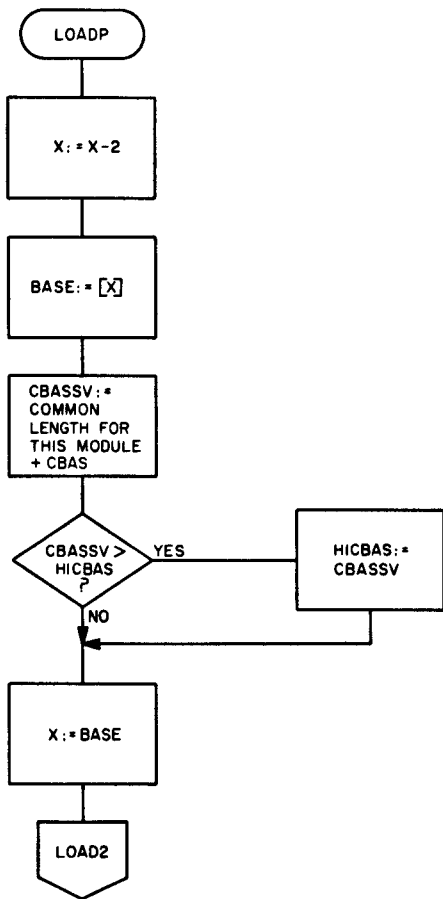 LOADP
X:=X-2
BASE:=[X]
CBASSV:=
COMMON
LENGTH FOR
THIS MODULE
+ CBAS
CBASSV >
HICBAS
?
YES
HICBAS:=
CBASSV
NO
X:=BASE
LOAD2